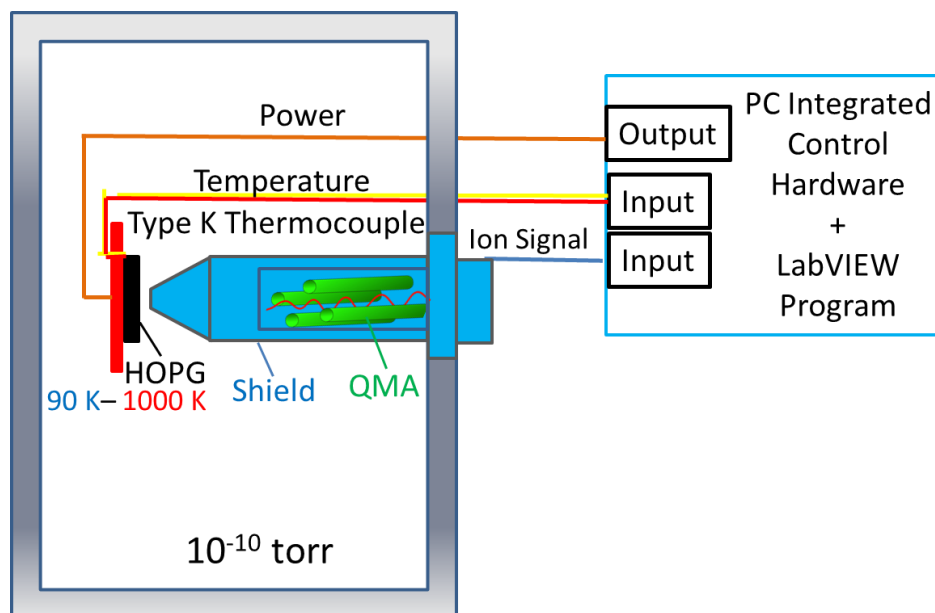 Power
Temperature
Type K Thermocouple
Ion Signal
Output
Input
Input
PC Integrated
Control
Hardware
+
LabVIEW
Program
HOPG
90 K– 1000 K
Shield
QMA
10⁻¹⁰ torr